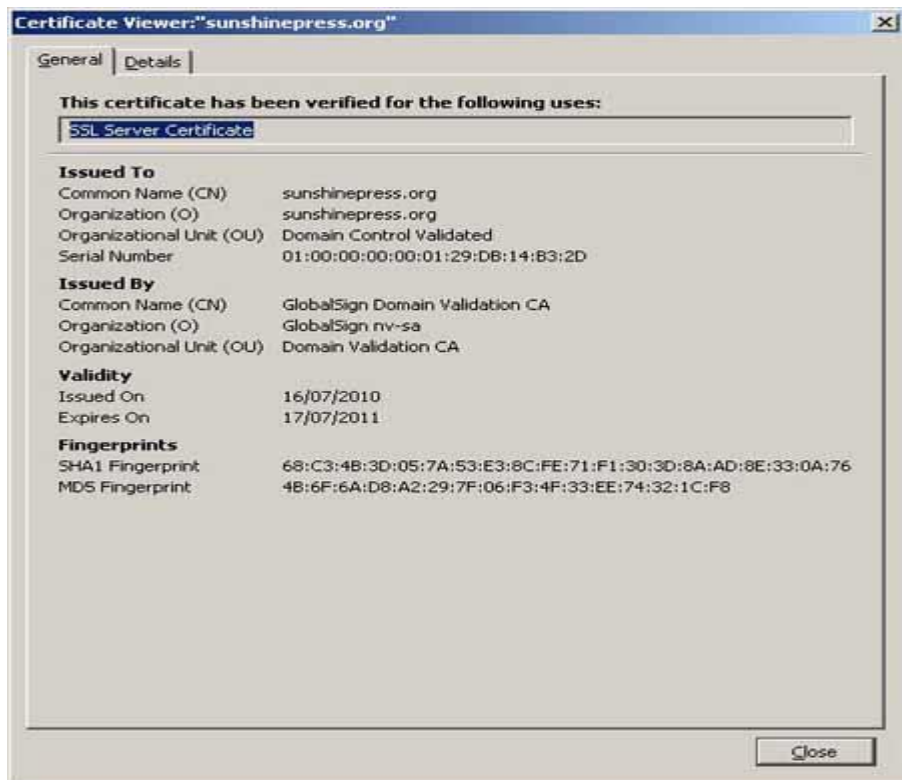 Certificate Viewer:"sunshinepress.org"
General Details
This certificate has been verified for the following uses:
SSL Server Certificate
Issued To
Common Name (CN) sunshinepress.org
Organization (O) sunshinepress.org
Organizational Unit (OU) Domain Control Validated
Serial Number 01:00:00:00:00:01:29:DB:14:B3:2D
Issued By
Common Name (CN) GlobalSign Domain Validation CA
Organization (O) GlobalSign nv-sa
Organizational Unit (OU) Domain Validation CA
Validity
Issued On 16/07/2010
Expires On 17/07/2011
Fingerprints
SHA1 Fingerprint 68:C3:4B:3D:05:7A:53:E3:8C:FE:71:F1:30:3D:8A:AD:8E:33:0A:76
MD5 Fingerprint 4B:6F:6A:D8:A2:29:7F:06:F3:4F:33:EE:74:32:1C:F8
Close